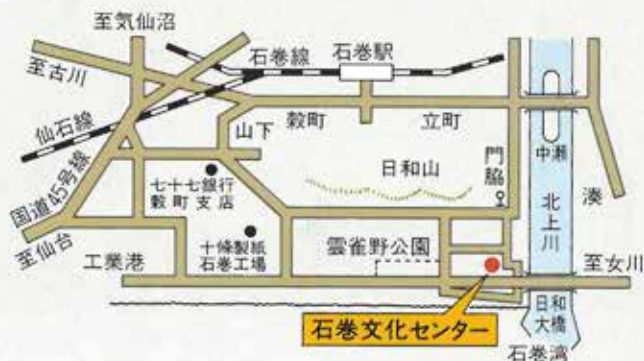 至気仙沼
至古川
石巻線
石巻駅
仙石線
山下
穀町
立町
中瀬
国道45号線
七十七銀行
穀町支店
日和山
門脇
北上川
湊
至仙台
十條製紙
石巻工場
雲雀野公園
工業港
至女川
石巻文化センター
日和
大橋
石巻湾